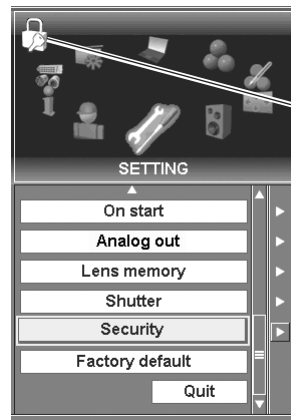 SETTING
On start
Analog out
Lens memory
Shutter
Security
Factory default
Quit